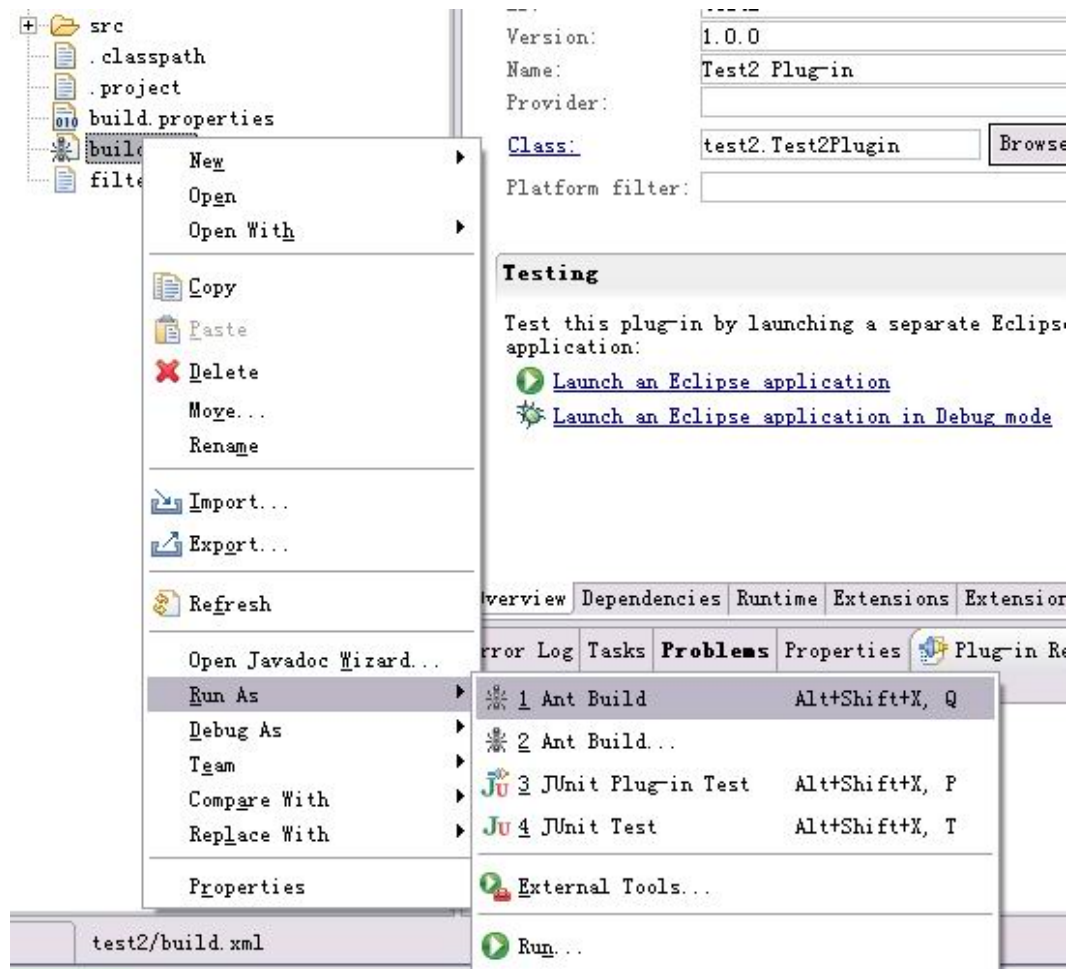 src
.classpath
.project
build.properties
Version:
1.0.0
Name:
Test2 Plug-in
Provider:
Class:
test2.Test2Plugin
Browse
Platform filter:
New
Open
Open With
Copy
Paste
Delete
Move...
Rename
Import...
Export...
Refresh
Open Javadoc Wizard...
Run As
Debug As
Team
Compare With
Replace With
Properties
Testing
Test this plug-in by launching a separate Eclipse
application:
Launch an Eclipse application
Launch an Eclipse application in Debug mode
Dependencies Runtime Extensions
Log Tasks Problems Properties Plug-in
1 Ant Build Alt+Shift+X, Q
2 Ant Build...
3 JUnit Plug-in Test Alt+Shift+X, P
4 JUnit Test Alt+Shift+X, T
External Tools...
Run...
test2/build.xml